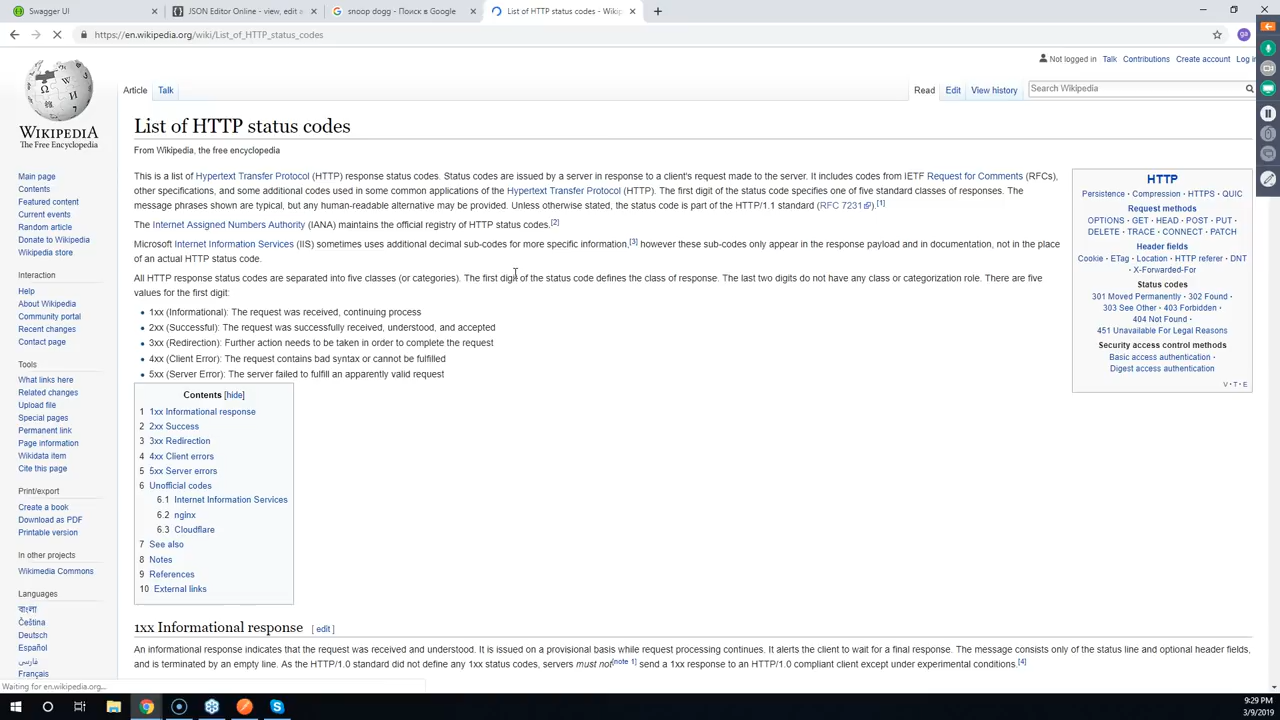 Swagger UI
JSON Editor Online - view, edit e
snoop dogg - Поиск в Google
List of HTTP status codes - Wikip
https://en.wikipedia.org/wiki/List_of_HTTP_status_codes
ga
Not logged in Talk Contributions Create account Log in
Article Talk
Read Edit View history
Search Wikipedia
WIKIPEDIA
The Free Encyclopedia
Main page
Contents
Featured content
Current events
Random article
Donate to Wikipedia
Wikipedia store
Interaction
Help
About Wikipedia
Community portal
Recent changes
Contact page
Tools
What links here
Related changes
Upload file
Special pages
Permanent link
Page information
Wikidata item
Cite this page
Print/export
Create a book
Download as PDF
Printable version
In other projects
Wikimedia Commons
Languages
বাংলা
Čeština
Deutsch
Español
فارسی
Français
List of HTTP status codes
From Wikipedia, the free encyclopedia
This is a list of Hypertext Transfer Protocol (HTTP) response status codes. Status codes are issued by a server in response to a client's request made to the server. It includes codes from IETF Request for Comments (RFCs),
other specifications, and some additional codes used in some common applications of the Hypertext Transfer Protocol (HTTP). The first digit of the status code specifies one of five standard classes of responses. The
message phrases shown are typical, but any human-readable alternative may be provided. Unless otherwise stated, the status code is part of the HTTP/1.1 standard (RFC 7231).[1]
The Internet Assigned Numbers Authority (IANA) maintains the official registry of HTTP status codes.[2]
Microsoft Internet Information Services (IIS) sometimes uses additional decimal sub-codes for more specific information,[3] however these sub-codes only appear in the response payload and in documentation, not in the place
of an actual HTTP status code.
All HTTP response status codes are separated into five classes (or categories). The first digit of the status code defines the class of response. The last two digits do not have any class or categorization role. There are five
values for the first digit:
• 1xx (Informational): The request was received, continuing process
• 2xx (Successful): The request was successfully received, understood, and accepted
• 3xx (Redirection): Further action needs to be taken in order to complete the request
• 4xx (Client Error): The request contains bad syntax or cannot be fulfilled
• 5xx (Server Error): The server failed to fulfill an apparently valid request
HTTP
Persistence · Compression · HTTPS · QUIC
Request methods
OPTIONS · GET · HEAD · POST · PUT ·
DELETE · TRACE · CONNECT · PATCH
Header fields
Cookie · ETag · Location · HTTP referer · DNT
· X-Forwarded-For
Status codes
301 Moved Permanently · 302 Found ·
303 See Other · 403 Forbidden ·
404 Not Found ·
451 Unavailable For Legal Reasons
Security access control methods
Basic access authentication ·
Digest access authentication
V · T · E
Contents [hide]
1 1xx Informational response
2 2xx Success
3 3xx Redirection
4 4xx Client errors
5 5xx Server errors
6 Unofficial codes
6.1 Internet Information Services
6.2 nginx
6.3 Cloudflare
7 See also
8 Notes
9 References
10 External links
1xx Informational response [ edit ]
An informational response indicates that the request was received and understood. It is issued on a provisional basis while request processing continues. It alerts the client to wait for a final response. The message consists only of the status line and optional header fields,
and is terminated by an empty line. As the HTTP/1.0 standard did not define any 1xx status codes, servers must not[note 1] send a 1xx response to an HTTP/1.0 compliant client except under experimental conditions.[4]
Waiting for en.wikipedia.org...
9:29 PM
3/9/2019